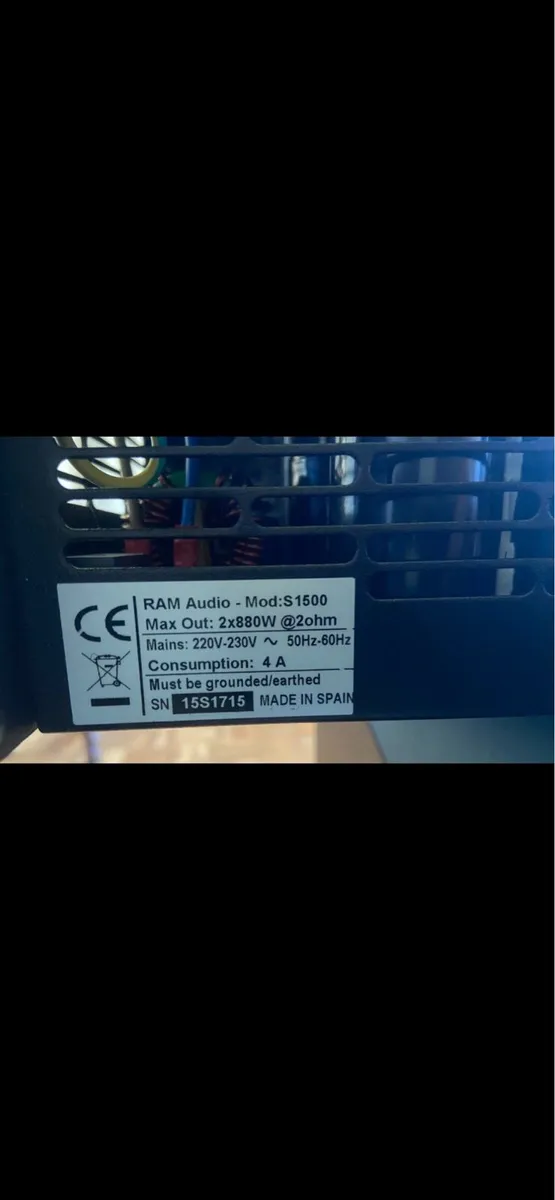 CE
RAM Audio - Mod:S1500
Max Out: 2x880W @2ohm
Mains: 220V-230V ~ 50Hz-60Hz
Consumption: 4 A
Must be grounded/earthed
SN 15S1715 MADE IN SPAIN